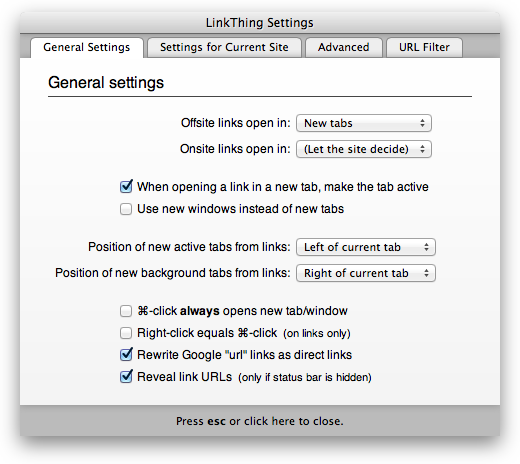 LinkThing Settings
General Settings Settings for Current Site Advanced URL Filter
General settings
Offsite links open in: New tabs
Onsite links open in: (Let the site decide)
When opening a link in a new tab, make the tab active
Use new windows instead of new tabs
Position of new active tabs from links: Left of current tab
Position of new background tabs from links: Right of current tab
⌘-click always opens new tab/window
Right-click equals ⌘-click (on links only)
Rewrite Google "url" links as direct links
Reveal link URLs (only if status bar is hidden)
Press esc or click here to close.